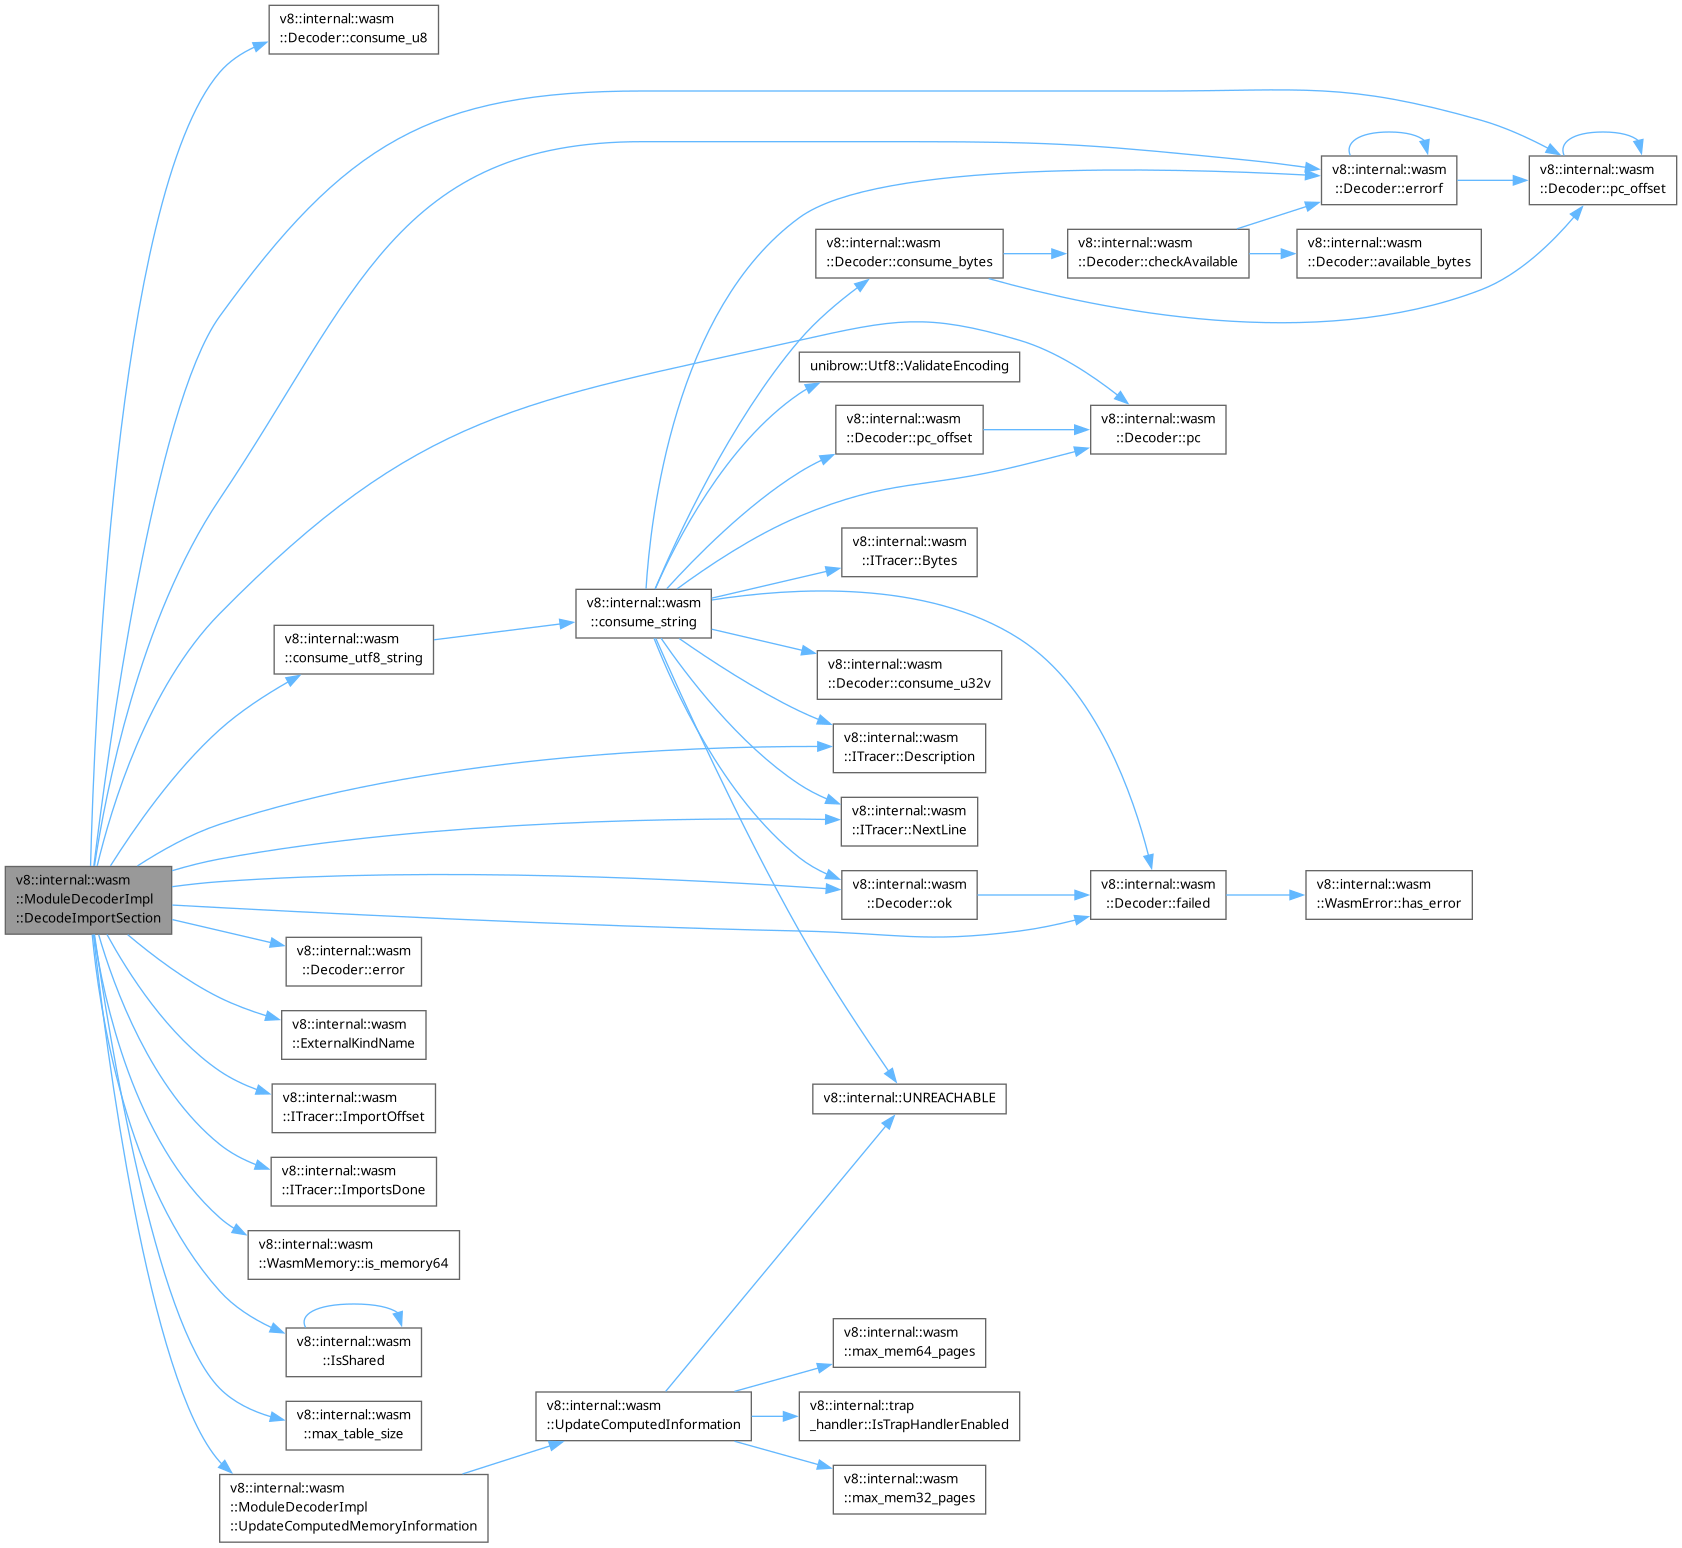 v8::internal::wasm
::Decoder::consume_u8
v8::internal::wasm
::Decoder::errorf
v8::internal::wasm
::Decoder::pc_offset
v8::internal::wasm
::Decoder::consume_bytes
v8::internal::wasm
::Decoder::checkAvailable
v8::internal::wasm
::Decoder::available_bytes
unibrow::Utf8::ValidateEncoding
v8::internal::wasm
::Decoder::pc_offset
v8::internal::wasm
::Decoder::pc
v8::internal::wasm
::ITracer::Bytes
v8::internal::wasm
::consume_string
v8::internal::wasm
::consume_utf8_string
v8::internal::wasm
::Decoder::consume_u32v
v8::internal::wasm
::ITracer::Description
v8::internal::wasm
::ITracer::NextLine
v8::internal::wasm
::ModuleDecoderImpl
::DecodeImportSection
v8::internal::wasm
::Decoder::ok
v8::internal::wasm
::Decoder::failed
v8::internal::wasm
::WasmError::has_error
v8::internal::wasm
::Decoder::error
v8::internal::wasm
::ExternalKindName
v8::internal::wasm
::ITracer::ImportOffset
v8::internal::UNREACHABLE
v8::internal::wasm
::ITracer::ImportsDone
v8::internal::wasm
::WasmMemory::is_memory64
v8::internal::wasm
::IsShared
v8::internal::wasm
::max_mem64_pages
v8::internal::wasm
::max_table_size
v8::internal::wasm
::UpdateComputedInformation
v8::internal::trap
_handler::IsTrapHandlerEnabled
v8::internal::wasm
::max_mem32_pages
v8::internal::wasm
::ModuleDecoderImpl
::UpdateComputedMemoryInformation